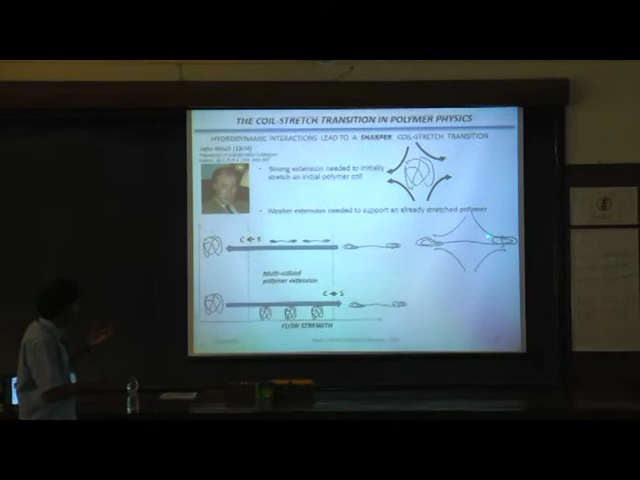 THE COIL-STRETCH TRANSITION IN POLYMER PHYSICS
HYDRODYNAMIC INTERACTIONS LEAD TO A SHARPER COIL-STRETCH TRANSITION
John Hinch (1974)
• Strong extension needed to initially
stretch an initial polymer coil
• Weaker extension needed to support an already stretched polymer
C S
Multi-valued
polymer extension
C S
FLOW STRENGTH